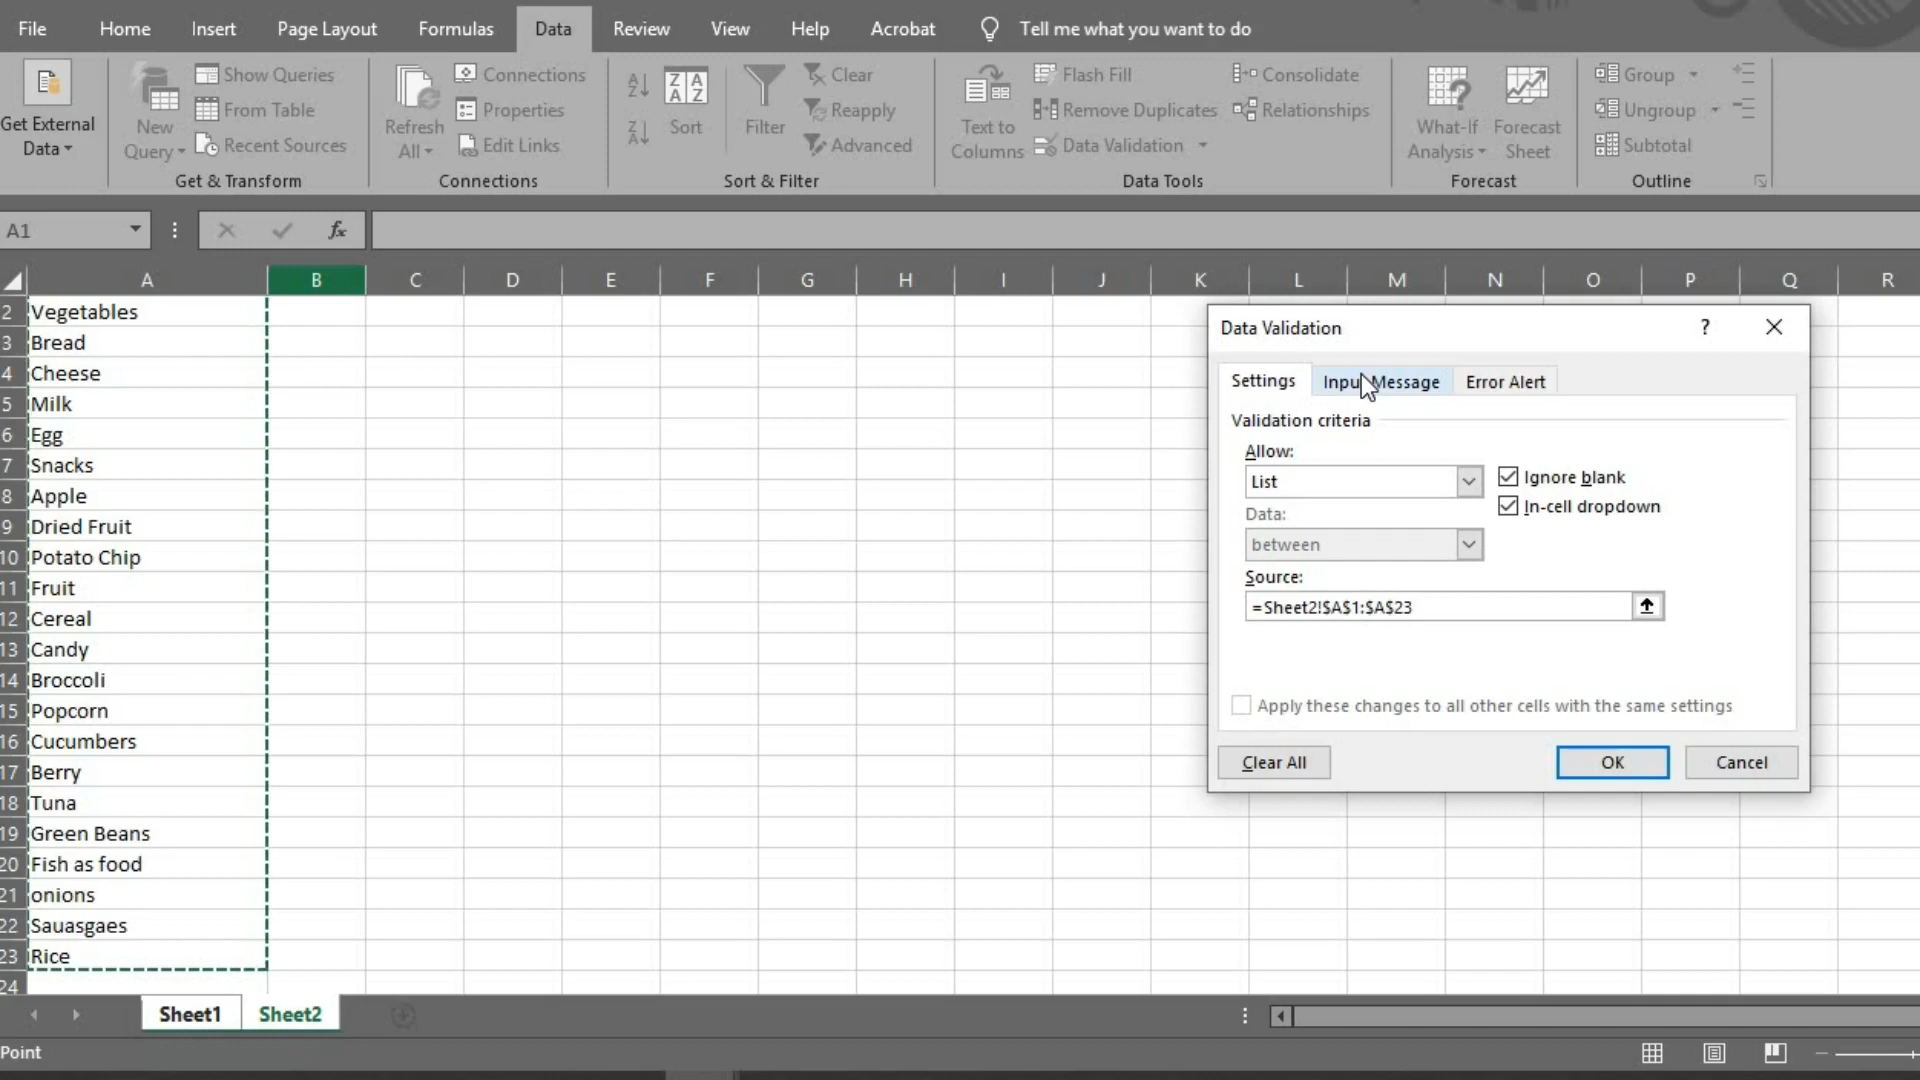 File Home Insert Page Layout Formulas Data Review View Help Acrobat Tell me what you want to do
Get External Data
New Query
Show Queries
From Table
Recent Sources
Get & Transform
Refresh All
Connections
Properties
Edit Links
Connections
Sort
Filter
Clear
Reapply
Advanced
Sort & Filter
Text to Columns
Flash Fill
Remove Duplicates
Data Validation
Consolidate
Relationships
Data Tools
What-If Analysis
Forecast Sheet
Forecast
Group
Ungroup
Subtotal
Outline
A1 fx
A B C D E F G H I J K L M N O P Q R
2 Vegetables
3 Bread
4 Cheese
5 Milk
6 Egg
7 Snacks
8 Apple
9 Dried Fruit
10 Potato Chip
11 Fruit
12 Cereal
13 Candy
14 Broccoli
15 Popcorn
16 Cucumbers
17 Berry
18 Tuna
19 Green Beans
20 Fish as food
21 onions
22 Sauasgaes
23 Rice
24
Data Validation ?
Settings Input Message Error Alert
Validation criteria
Allow:
List
Ignore blank
In-cell dropdown
Data:
between
Source:
=Sheet2!$A$1:$A$23
Apply these changes to all other cells with the same settings
Clear All OK Cancel
Sheet1 Sheet2
Point